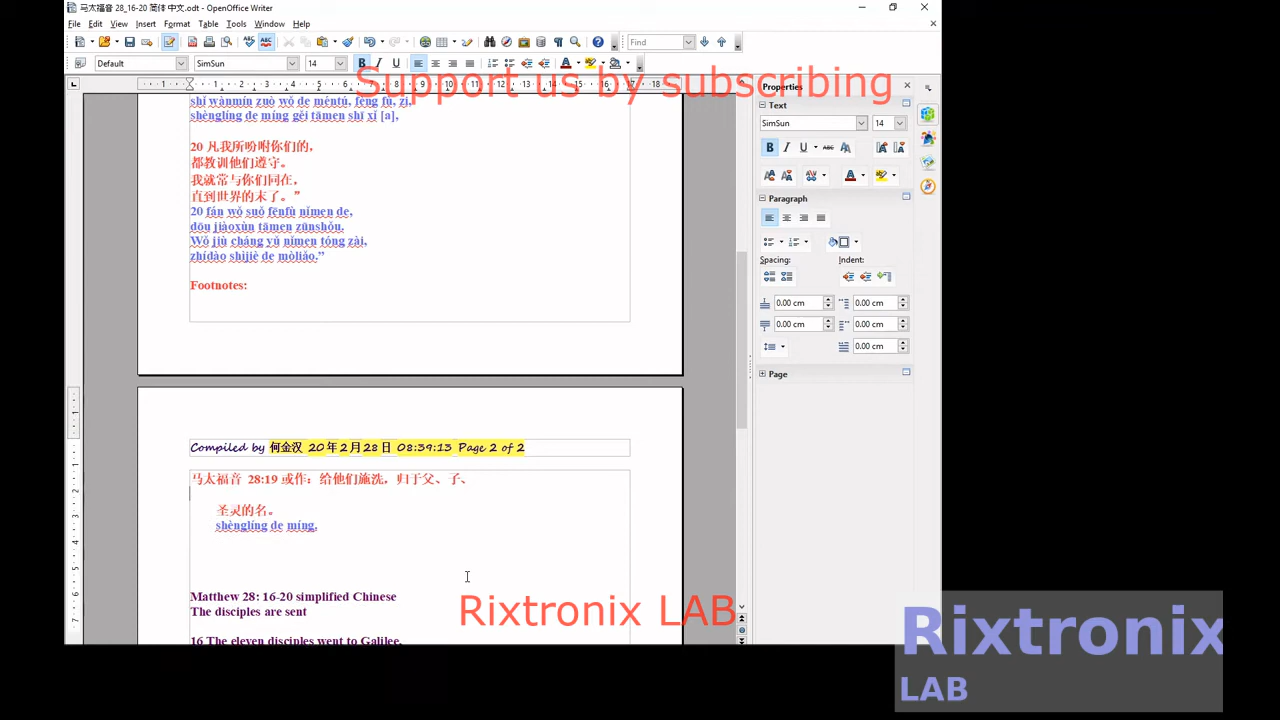 马太福音 28_16-20 简体 中文.odt - OpenOffice Writer
File Edit View Insert Format Table Tools Window Help
Find
Default SimSun 14
Support us by subscribing
Properties
Text
SimSun 14
Paragraph
Spacing: Indent:
0.00 cm 0.00 cm
0.00 cm 0.00 cm
0.00 cm
Page
shǐ wànmín zuò wǒ de méntú, fèng fù, zi,
shènglíng de míng gěi tāmen shī xǐ [a],
20 凡我所吩咐你们的，
都教训他们遵守。
我就常与你们同在，
直到世界的末了。”
20 fán wǒ suǒ fēnfù nǐmen de,
dōu jiàoxùn tāmen zūnshǒu.
Wǒ jiù cháng yǔ nǐmen tóng zài,
zhídào shìjiè de mòliǎo.”
Footnotes:
Compiled by 何金汉 20年2月28日 08:39:13 Page 2 of 2
马太福音 28:19 或作：给他们施洗，归于父、子、
圣灵的名。
shènglíng de míng.
Matthew 28: 16-20 simplified Chinese
The disciples are sent
16 The eleven disciples went to Galilee,
Rixtronix LAB
Rixtronix
LAB